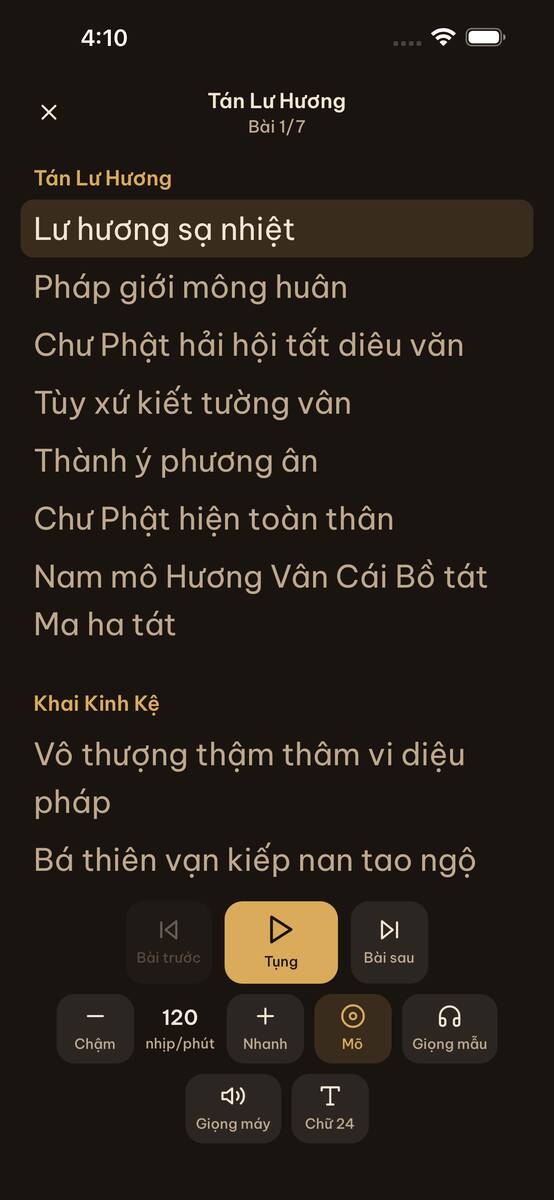 4:10
Tán Lư Hương
Bài 1/7
Tán Lư Hương
Lư hương sạ nhiệt
Pháp giới mông huân
Chư Phật hải hội tất diêu văn
Tùy xứ kiết tường vân
Thành ý phương ân
Chư Phật hiện toàn thân
Nam mô Hương Vân Cái Bồ tát
Ma ha tát
Khai Kinh Kệ
Vô thượng thậm thâm vi diệu
pháp
Bá thiên vạn kiếp nan tao ngộ
Bài trước
Tụng
Bài sau
Chậm
120
nhịp/phút
Nhanh
Mõ
Giọng mẫu
Giọng máy
Chữ 24